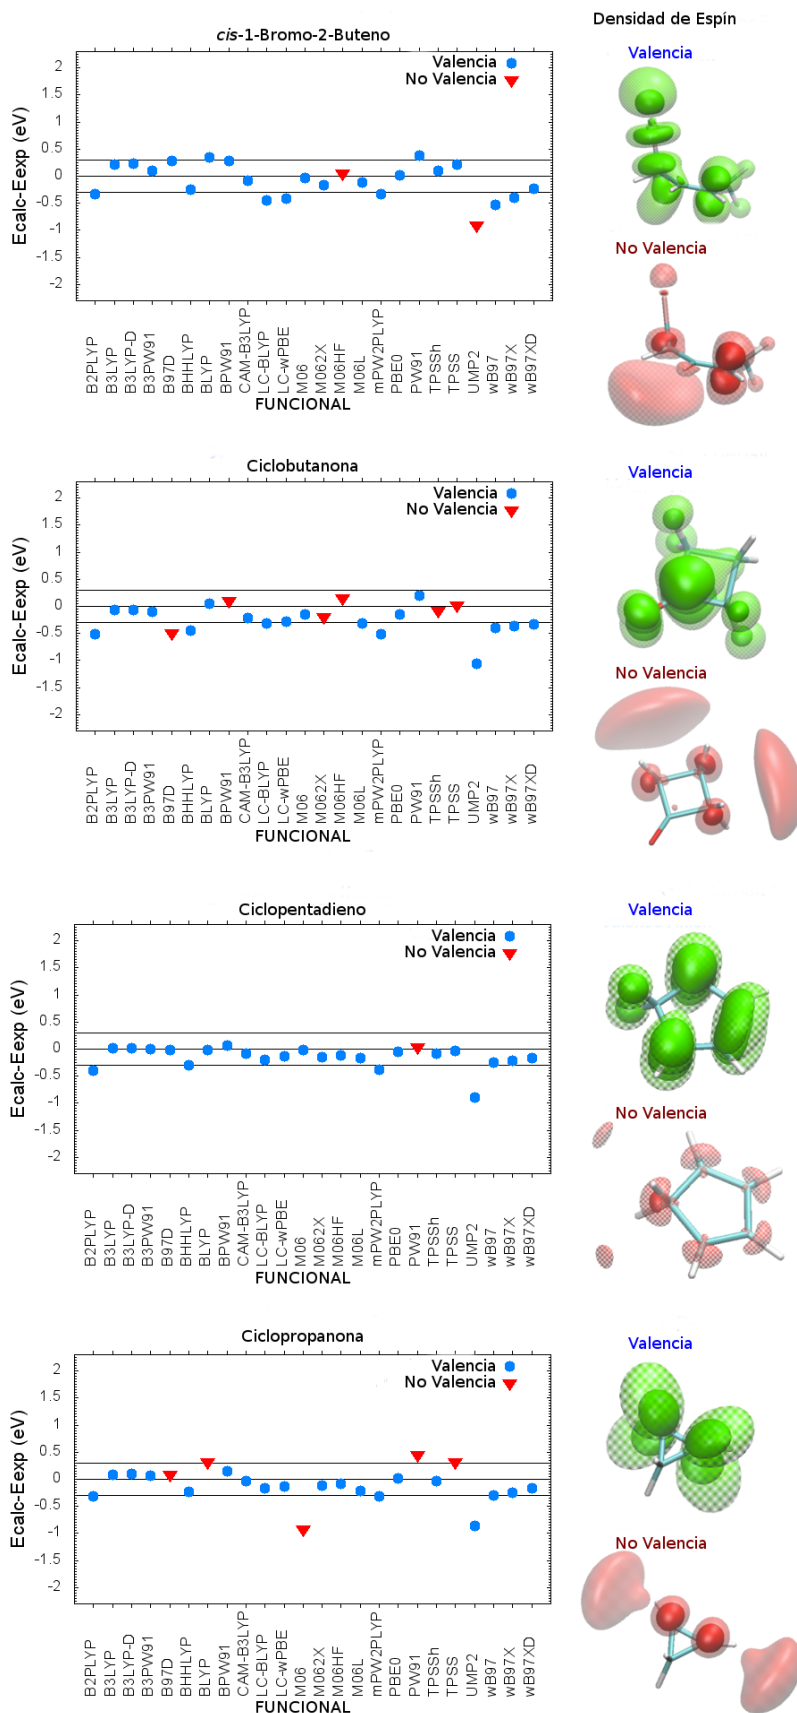 Densidad de Espín
cis-1-Bromo-2-Buteno
Valencia
No Valencia
2
1.5
1
0.5
0
-0.5
-1
-1.5
-2
Ecalc-Eexp (eV)
B2PLYP
B3LYP
B3LYP-D
B3PW91
B97D
BHHLYP
BLYP
BPW91
CAM-B3LYP
LC-BLYP
LC-wPBE
M06
M062X
M06HF
M06L
mPW2PLYP
PBE0
PW91
TPSSh
TPSS
UMP2
wB97
wB97X
wB97XD
FUNCIONAL
Valencia
No Valencia
Ciclobutanona
Valencia
No Valencia
2
1.5
1
0.5
0
-0.5
-1
-1.5
-2
Ecalc-Eexp (eV)
B2PLYP
B3LYP
B3LYP-D
B3PW91
B97D
BHHLYP
BLYP
BPW91
CAM-B3LYP
LC-BLYP
LC-wPBE
M06
M062X
M06HF
M06L
mPW2PLYP
PBE0
PW91
TPSSh
TPSS
UMP2
wB97
wB97X
wB97XD
FUNCIONAL
Valencia
No Valencia
Ciclopentadieno
Valencia
No Valencia
2
1.5
1
0.5
0
-0.5
-1
-1.5
-2
Ecalc-Eexp (eV)
B2PLYP
B3LYP
B3LYP-D
B3PW91
B97D
BHHLYP
BLYP
BPW91
CAM-B3LYP
LC-BLYP
LC-wPBE
M06
M062X
M06HF
M06L
mPW2PLYP
PBE0
PW91
TPSSh
TPSS
UMP2
wB97
wB97X
wB97XD
FUNCIONAL
Valencia
No Valencia
Ciclopropanona
Valencia
No Valencia
2
1.5
1
0.5
0
-0.5
-1
-1.5
-2
Ecalc-Eexp (eV)
B2PLYP
B3LYP
B3LYP-D
B3PW91
B97D
BHHLYP
BLYP
BPW91
CAM-B3LYP
LC-BLYP
LC-wPBE
M06
M062X
M06HF
M06L
mPW2PLYP
PBE0
PW91
TPSSh
TPSS
UMP2
wB97
wB97X
wB97XD
FUNCIONAL
Valencia
No Valencia